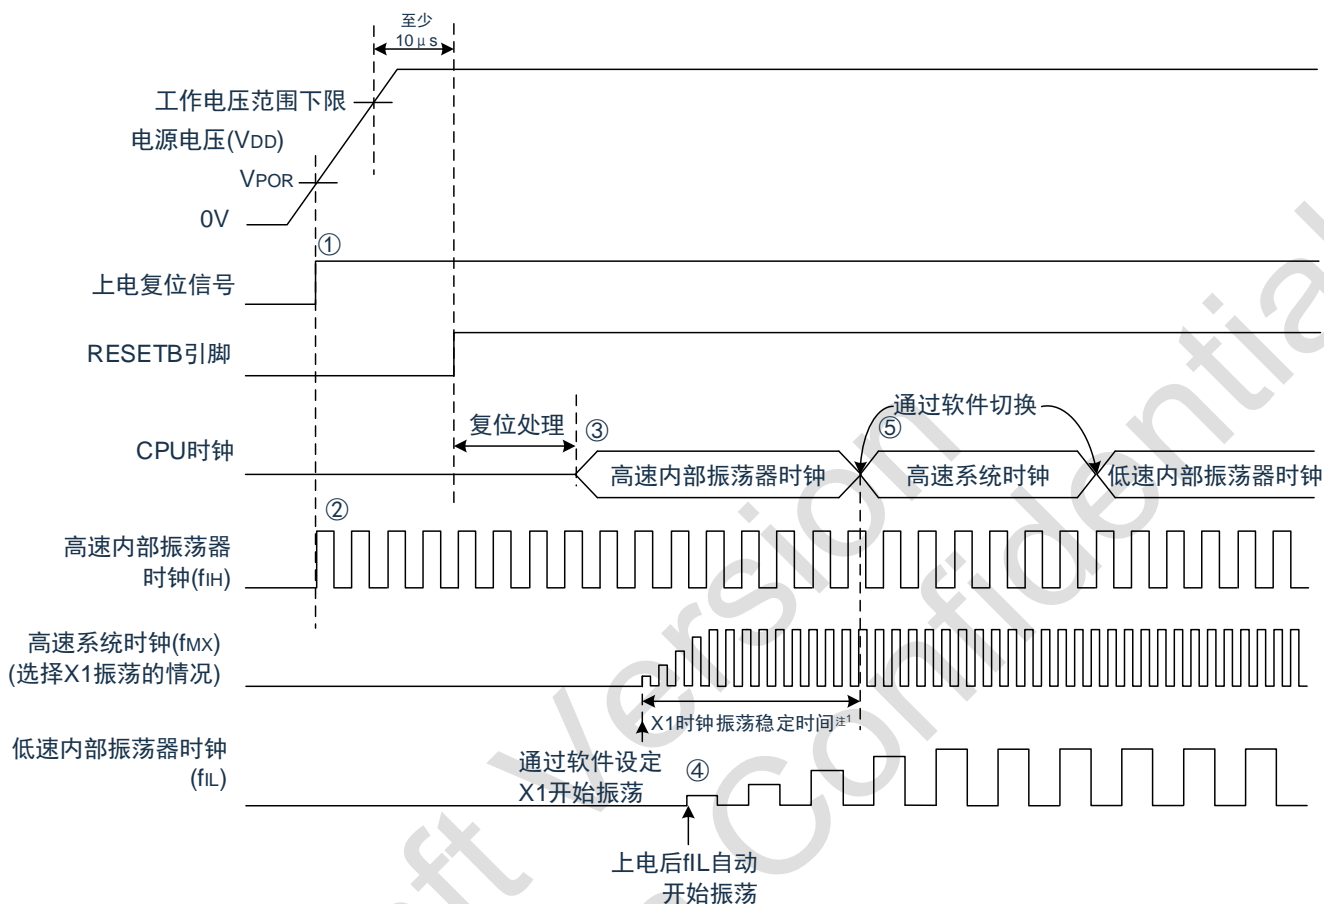 至少
10μs
工作电压范围下限
电源电压(VDD)
VPOR
0V
①
上电复位信号
RESETB引脚
通过软件切换
复位处理
③
⑤
CPU时钟
高速内部振荡器时钟
高速系统时钟
低速内部振荡器时钟
②
高速内部振荡器
时钟(fIH)
高速系统时钟(fMX)
(选择X1振荡的情况)
X1时钟振荡稳定时间注1
低速内部振荡器时钟
(fIL)
通过软件设定
X1开始振荡
④
上电后fIL自动
开始振荡
ft Version
Confidential